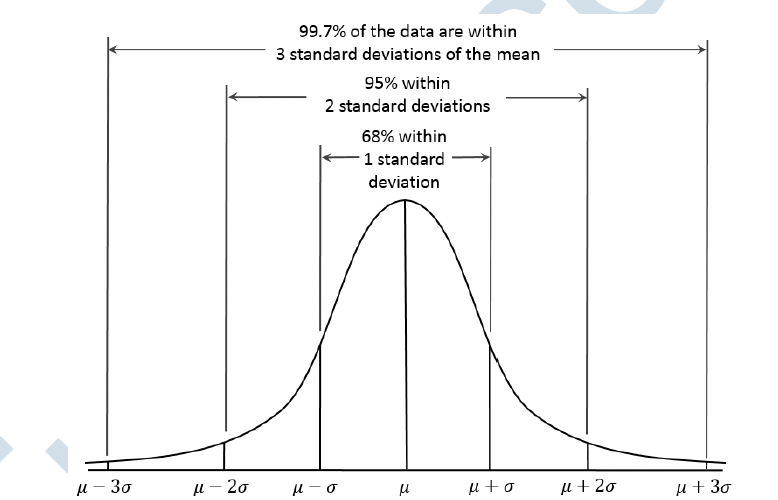 99.7% of the data are within
3 standard deviations of the mean
95% within
2 standard deviations
68% within
1 standard
deviation
μ − 3σ μ − 2σ μ − σ μ μ + σ μ + 2σ μ + 3σ